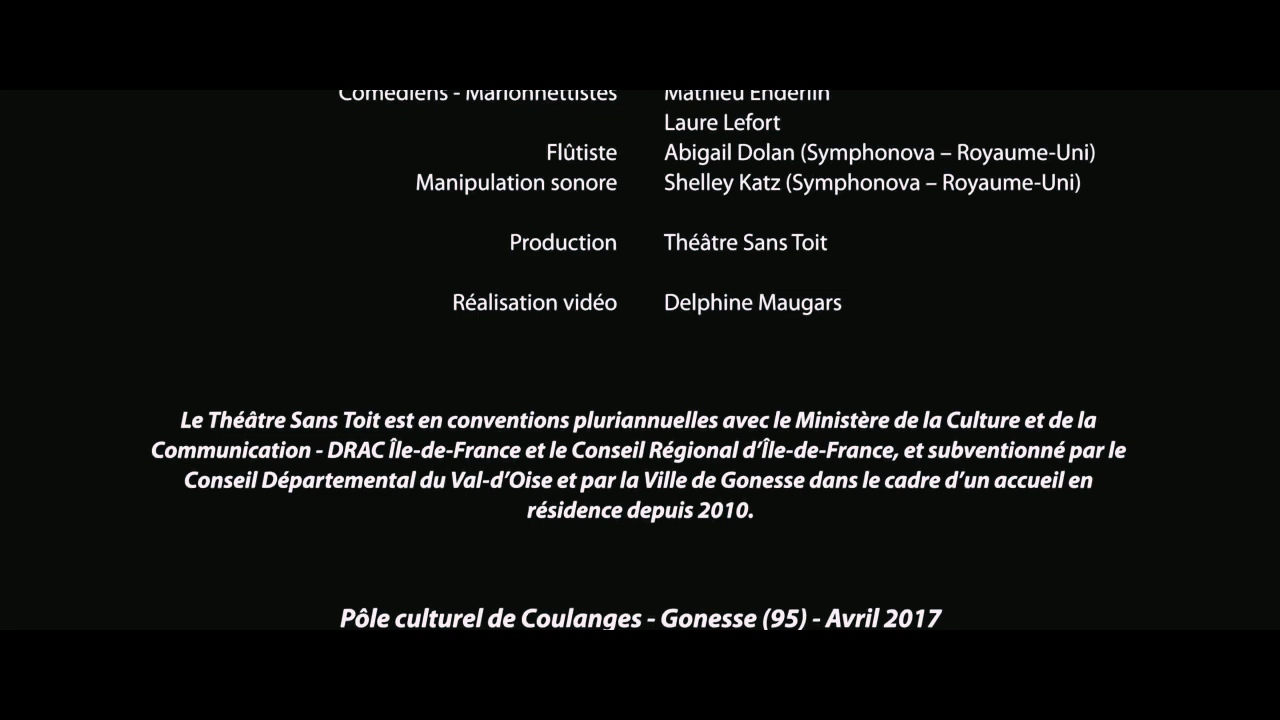 Comédiens - Marionnettistes Mathieu Enderlin
Laure Lefort
Flûtiste Abigail Dolan (Symphonova – Royaume-Uni)
Manipulation sonore Shelley Katz (Symphonova – Royaume-Uni)
Production Théâtre Sans Toit
Réalisation vidéo Delphine Maugars
Le Théâtre Sans Toit est en conventions pluriannuelles avec le Ministère de la Culture et de la
Communication - DRAC Île-de-France et le Conseil Régional d’Île-de-France, et subventionné par le
Conseil Départemental du Val-d’Oise et par la Ville de Gonesse dans le cadre d’un accueil en
résidence depuis 2010.
Pôle culturel de Coulanges - Gonesse (95) - Avril 2017